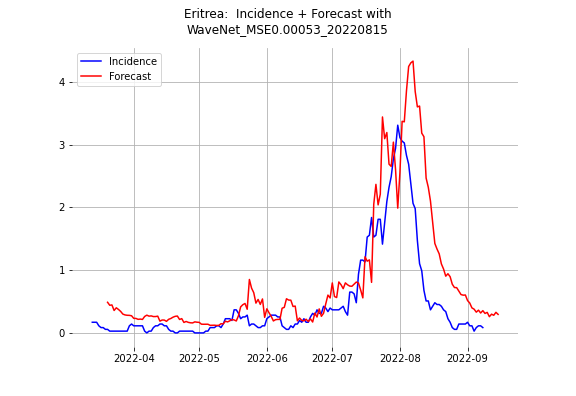 Eritrea:  Incidence + Forecast with
WaveNet_MSE0.00053_20220815
Incidence
Forecast
4
3
2
1
0
2022-04 2022-05 2022-06 2022-07 2022-08 2022-09